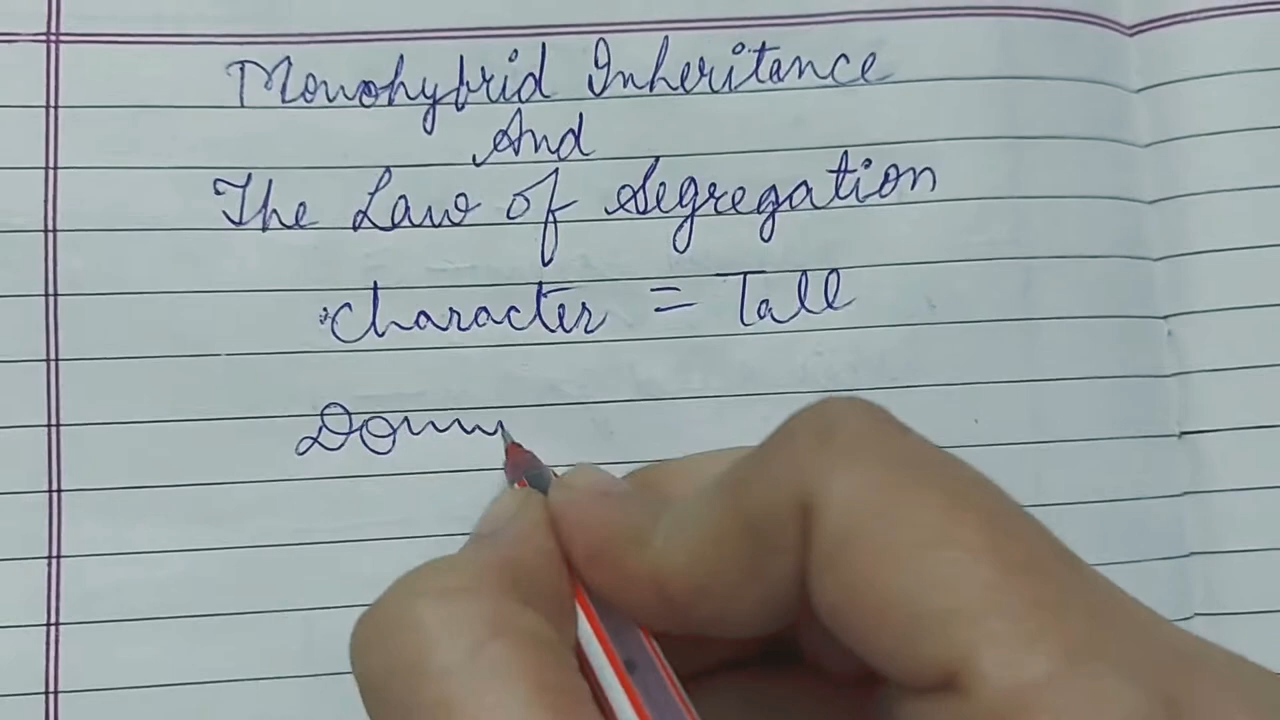 Monohybrid Inheritance
And
The Law of Segregation
Character = Tall